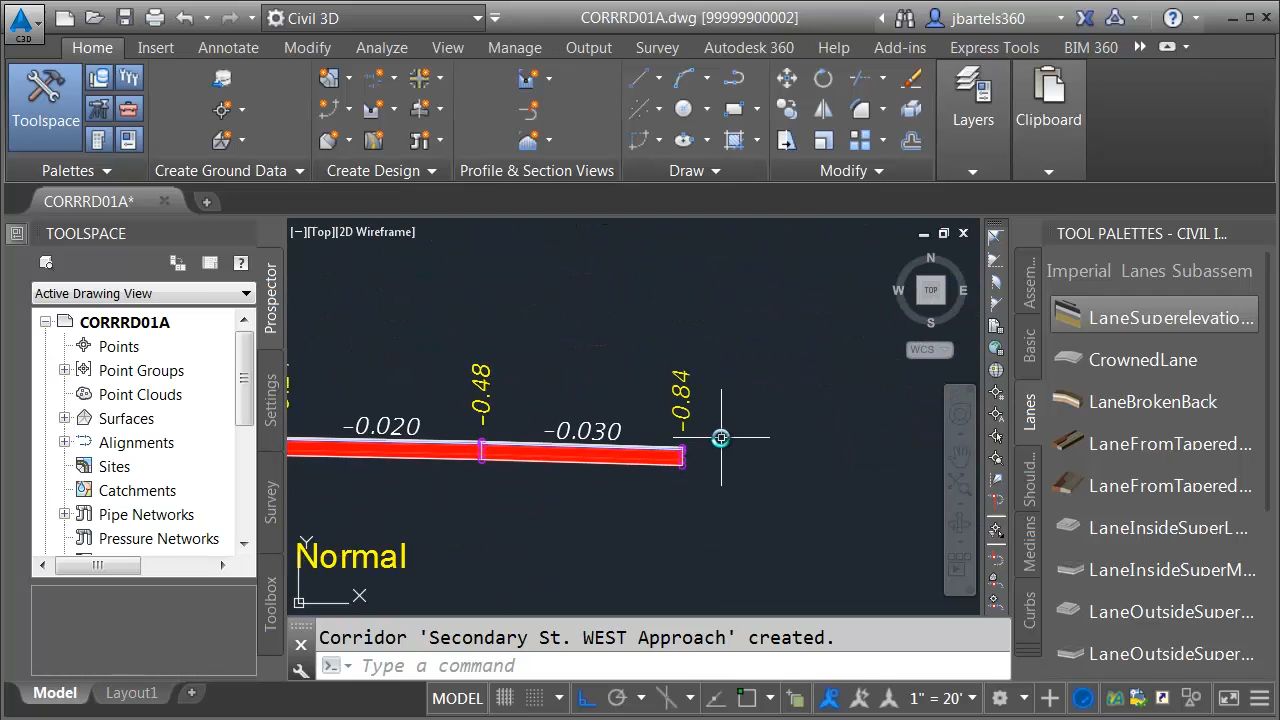 Civil 3D
CORRRD01A.dwg [99999900002]
jbartels360
C3D
Home Insert Annotate Modify Analyze View Manage Output Survey Autodesk 360 Help Add-ins Express Tools BIM 360
Toolspace
Layers
Clipboard
Palettes
Create Ground Data
Create Design
Profile & Section Views
Draw
Modify
CORRRD01A*
TOOLSPACE
Active Drawing View
CORRRD01A
Points
Point Groups
Point Clouds
Surfaces
Alignments
Sites
Catchments
Pipe Networks
Pressure Networks
Prospector
Settings
Survey
Toolbox
[−][Top][2D Wireframe]
N
W
TOP
E
S
WCS
-0.48
-0.84
-0.020
-0.030
Normal
Y
X
Corridor 'Secondary St. WEST Approach' created.
Type a command
TOOL PALETTES - CIVIL I...
Imperial Lanes Subassem
Assem...
Basic
Lanes
Should...
Medians
Curbs
LaneSuperelevatio...
CrownedLane
LaneBrokenBack
LaneFromTapered...
LaneFromTapered...
LaneInsideSuperL...
LaneInsideSuperM...
LaneOutsideSuper...
LaneOutsideSuper...
Model
Layout1
MODEL
1" = 20'